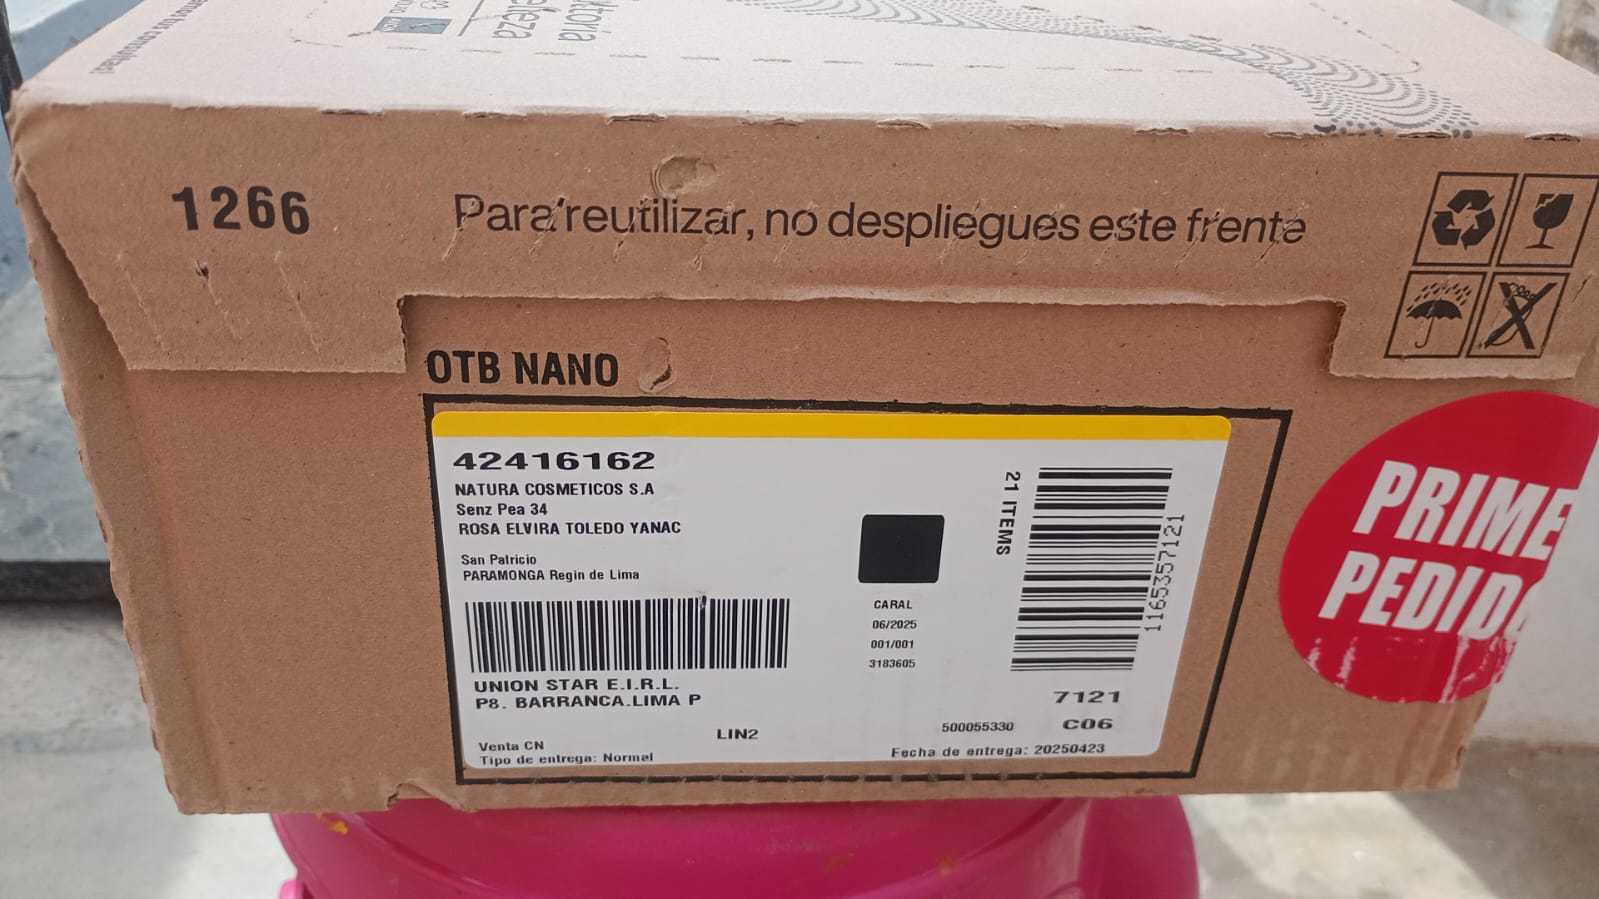 1266
Para reutilizar, no despliegues este frente
OTB NANO
42416162
NATURA COSMETICOS S.A
Senz Pea 34
ROSA ELVIRA TOLEDO YANAC
San Patricio
PARAMONGA Regin de Lima
UNION STAR E.I.R.L.
P8. BARRANCA.LIMA P
LIN2
Venta CN
Tipo de entrega: Normal
CARAL
06/2025
001/001
3183605
21 ITEMS
1165357121
7121
500055330
C06
Fecha de entrega: 20250423
PRIME
PEDIDO